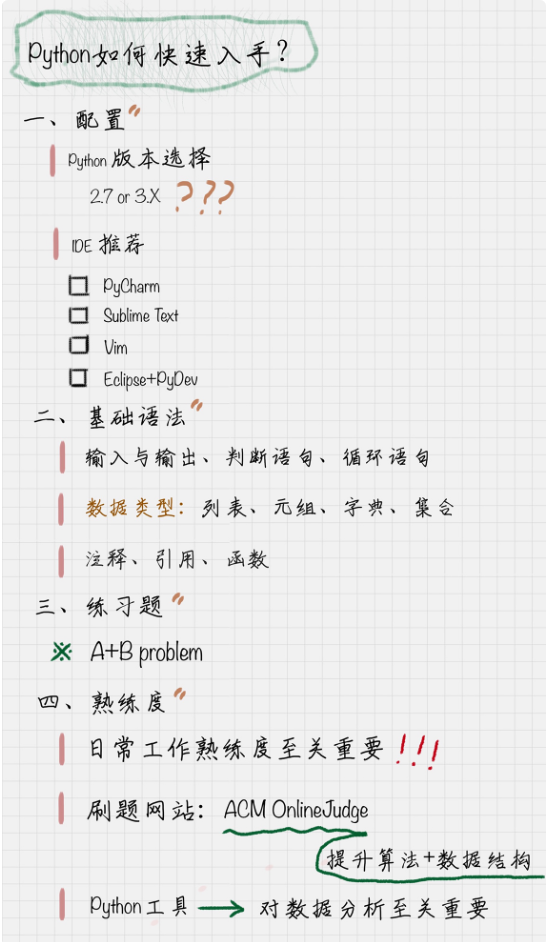 Python如何快速入手?
一、配置
Python 版本选择
2.7 or 3.X ???
IDE 推荐
PyCharm
Sublime Text
Vim
Eclipse+PyDev
二、基础语法
输入与输出、判断语句、循环语句
数据类型: 列表、元组、字典、集合
注释、引用、函数
三、练习题
※ A+B problem
四、熟练度
日常工作熟练度至关重要!!!
刷题网站: ACM OnlineJudge
提升算法+数据结构
Python工具 → 对数据分析至关重要